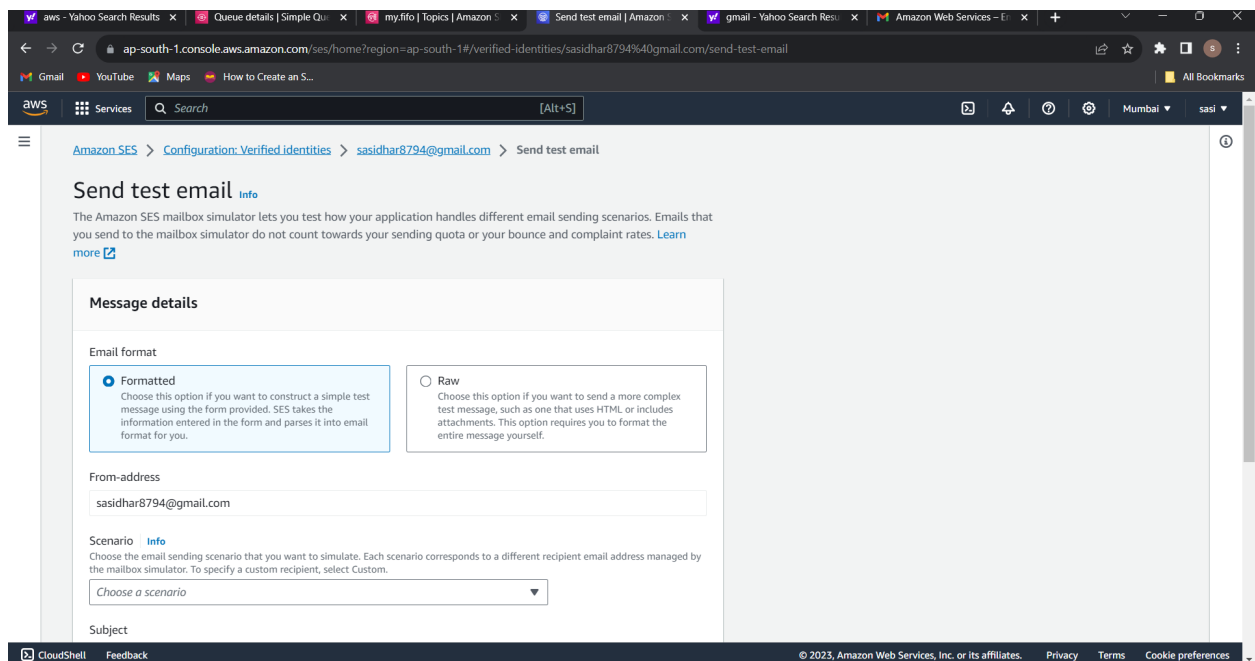 aws - Yahoo Search Results
Queue details | Simple Que
my.fifo | Topics | Amazon S
Send test email | Amazon S
gmail - Yahoo Search Resu
Amazon Web Services – En
ap-south-1.console.aws.amazon.com/ses/home?region=ap-south-1#/verified-identities/sasidhar8794%40gmail.com/send-test-email
S
Gmail YouTube Maps How to Create an S... All Bookmarks
aws Services Search [Alt+S] Mumbai sasi
Amazon SES > Configuration: Verified identities > sasidhar8794@gmail.com > Send test email
Send test email Info
The Amazon SES mailbox simulator lets you test how your application handles different email sending scenarios. Emails that
you send to the mailbox simulator do not count towards your sending quota or your bounce and complaint rates. Learn
more
Message details
Email format
Formatted
Choose this option if you want to construct a simple test
message using the form provided. SES takes the
information entered in the form and parses it into email
format for you.
Raw
Choose this option if you want to send a more complex
test message, such as one that uses HTML or includes
attachments. This option requires you to format the
entire message yourself.
From-address
sasidhar8794@gmail.com
Scenario Info
Choose the email sending scenario that you want to simulate. Each scenario corresponds to a different recipient email address managed by
the mailbox simulator. To specify a custom recipient, select Custom.
Choose a scenario
Subject
CloudShell Feedback © 2023, Amazon Web Services, Inc. or its affiliates. Privacy Terms Cookie preferences